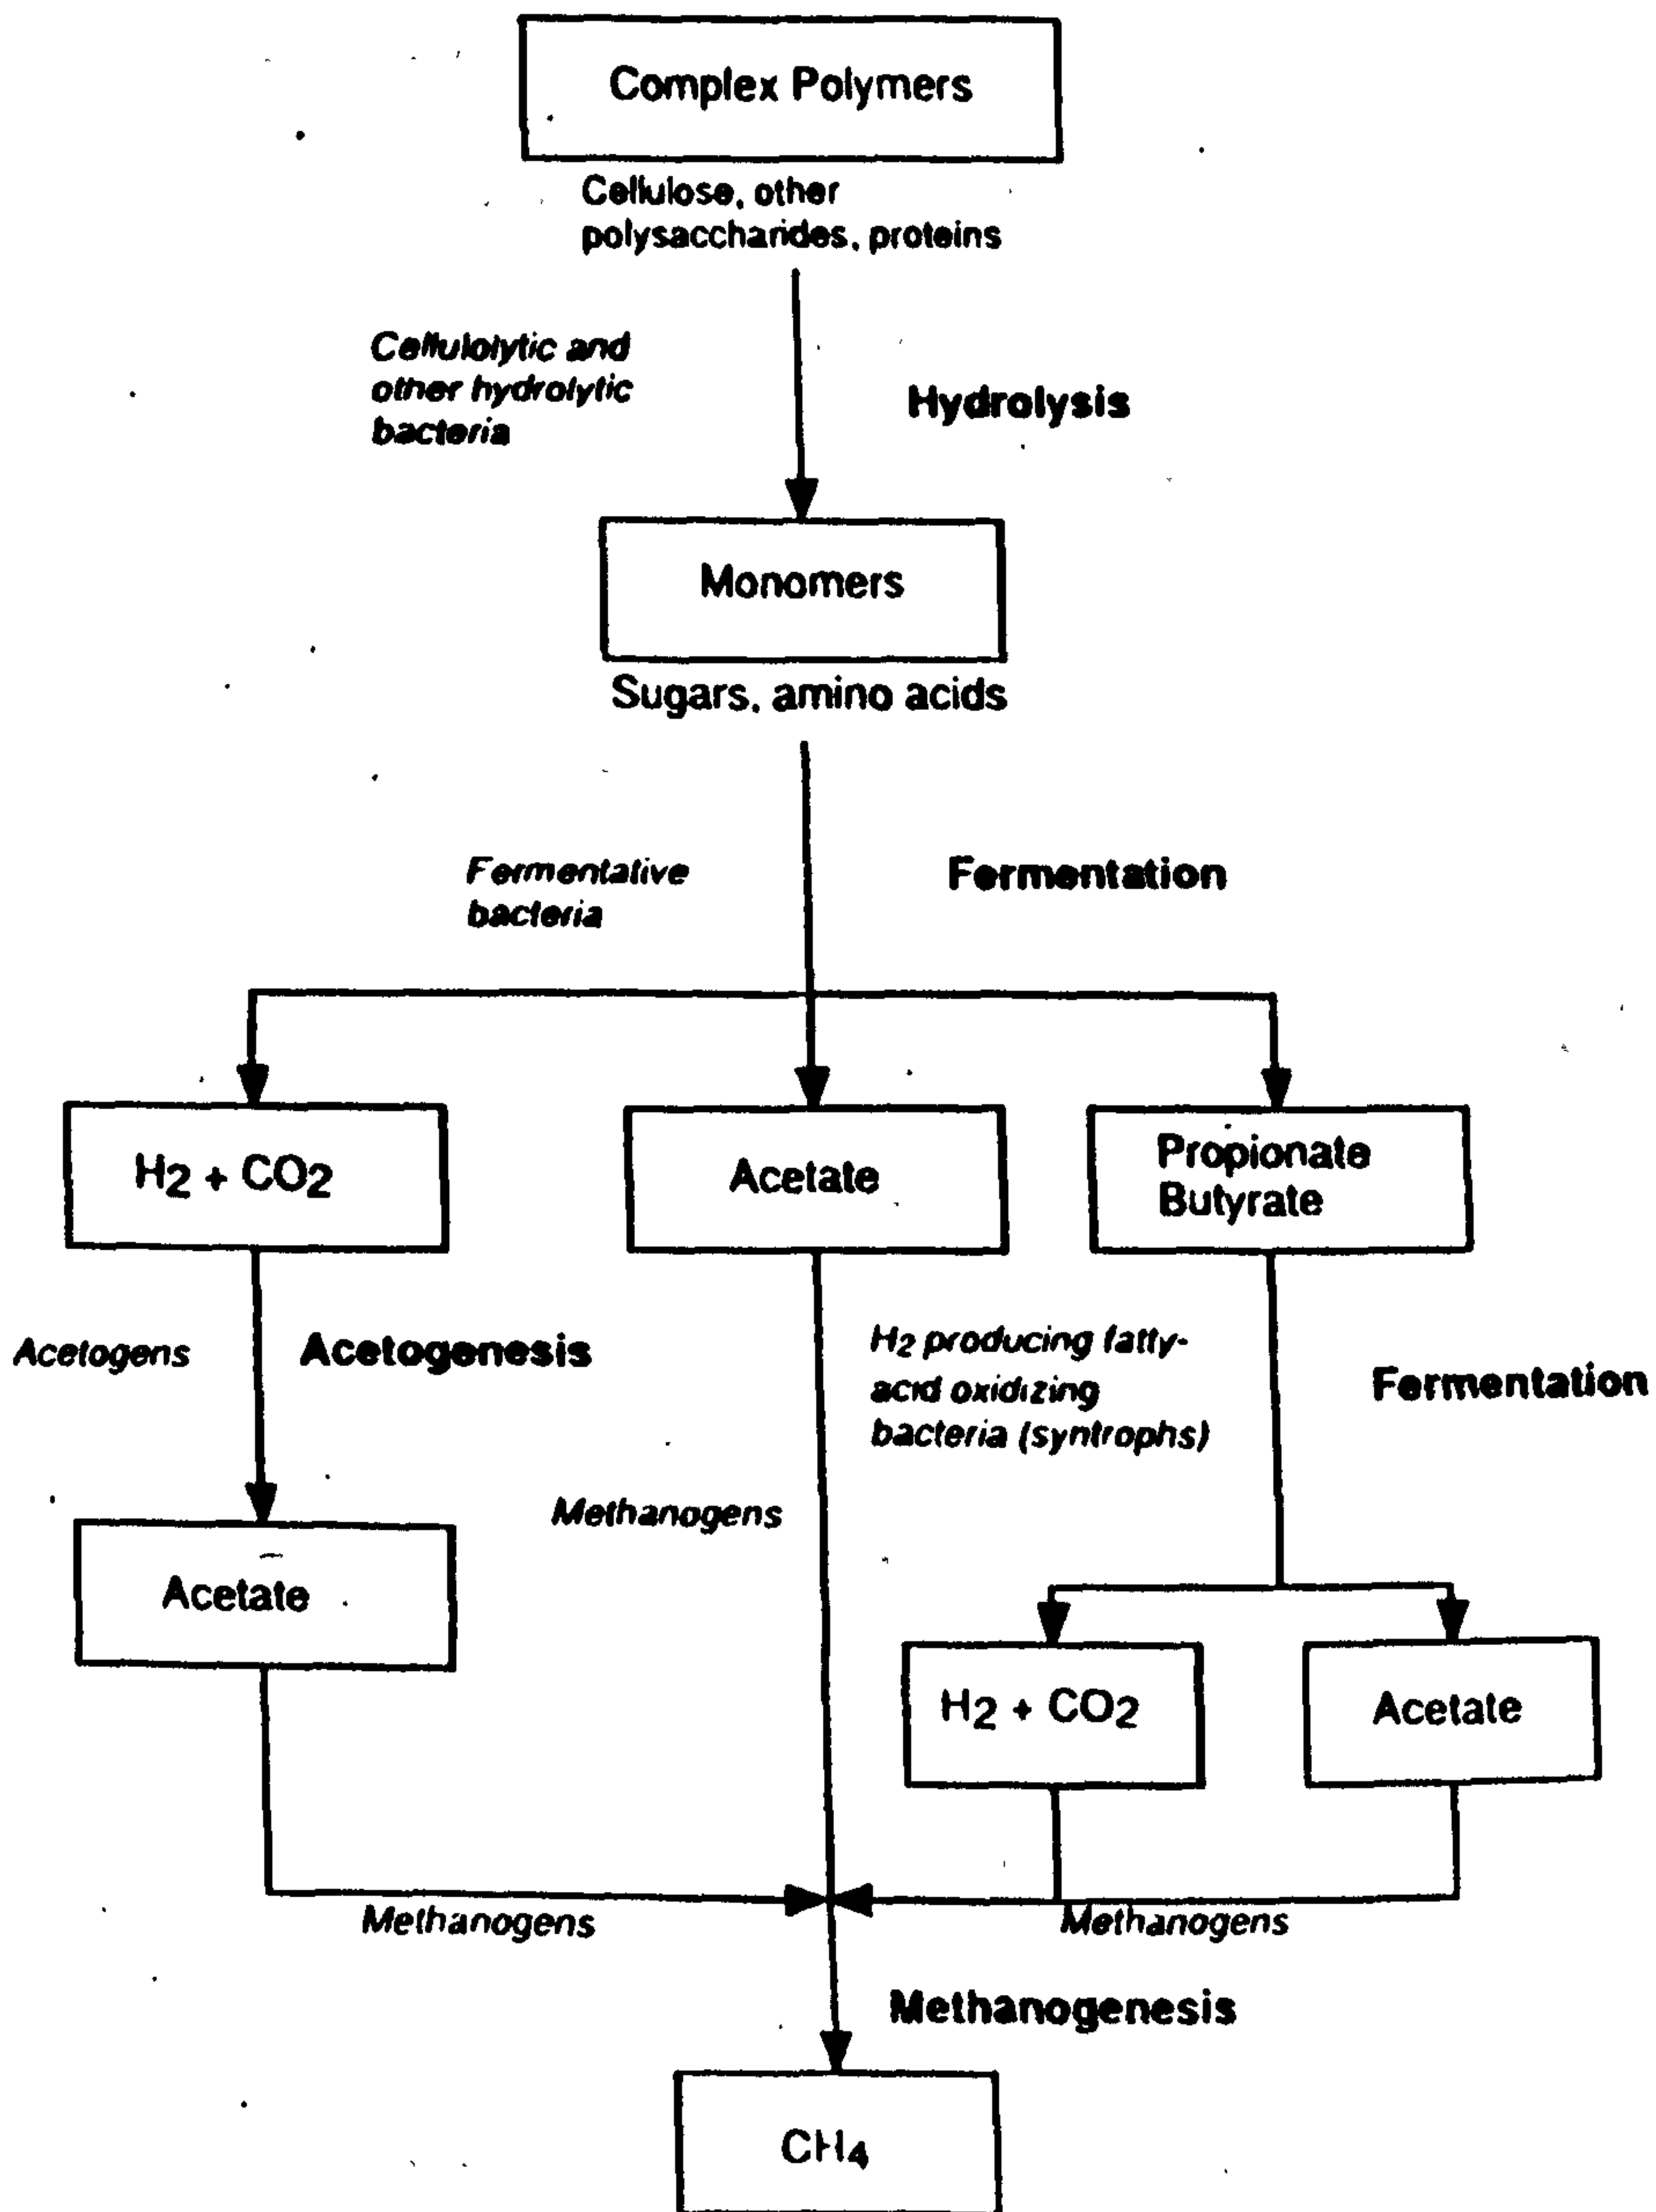 Complex Polymers
Cellulose, other
polysaccharides, proteins
Cellulolytic and
other hydrolytic
bacteria
Hydrolysis
Monomers
Sugars, amino acids
Fermentative
bacteria
Fermentation
H2 + CO2
Acetate
Propionate
Butyrate
Acetogens
Acetogenesis
H2 producing fatty-
acid oxidizing
bacteria (syntrophs)
Fermentation
Methanogens
Acetate
H2 + CO2
Acetate
Methanogens
Methanogens
Methanogenesis
CH4